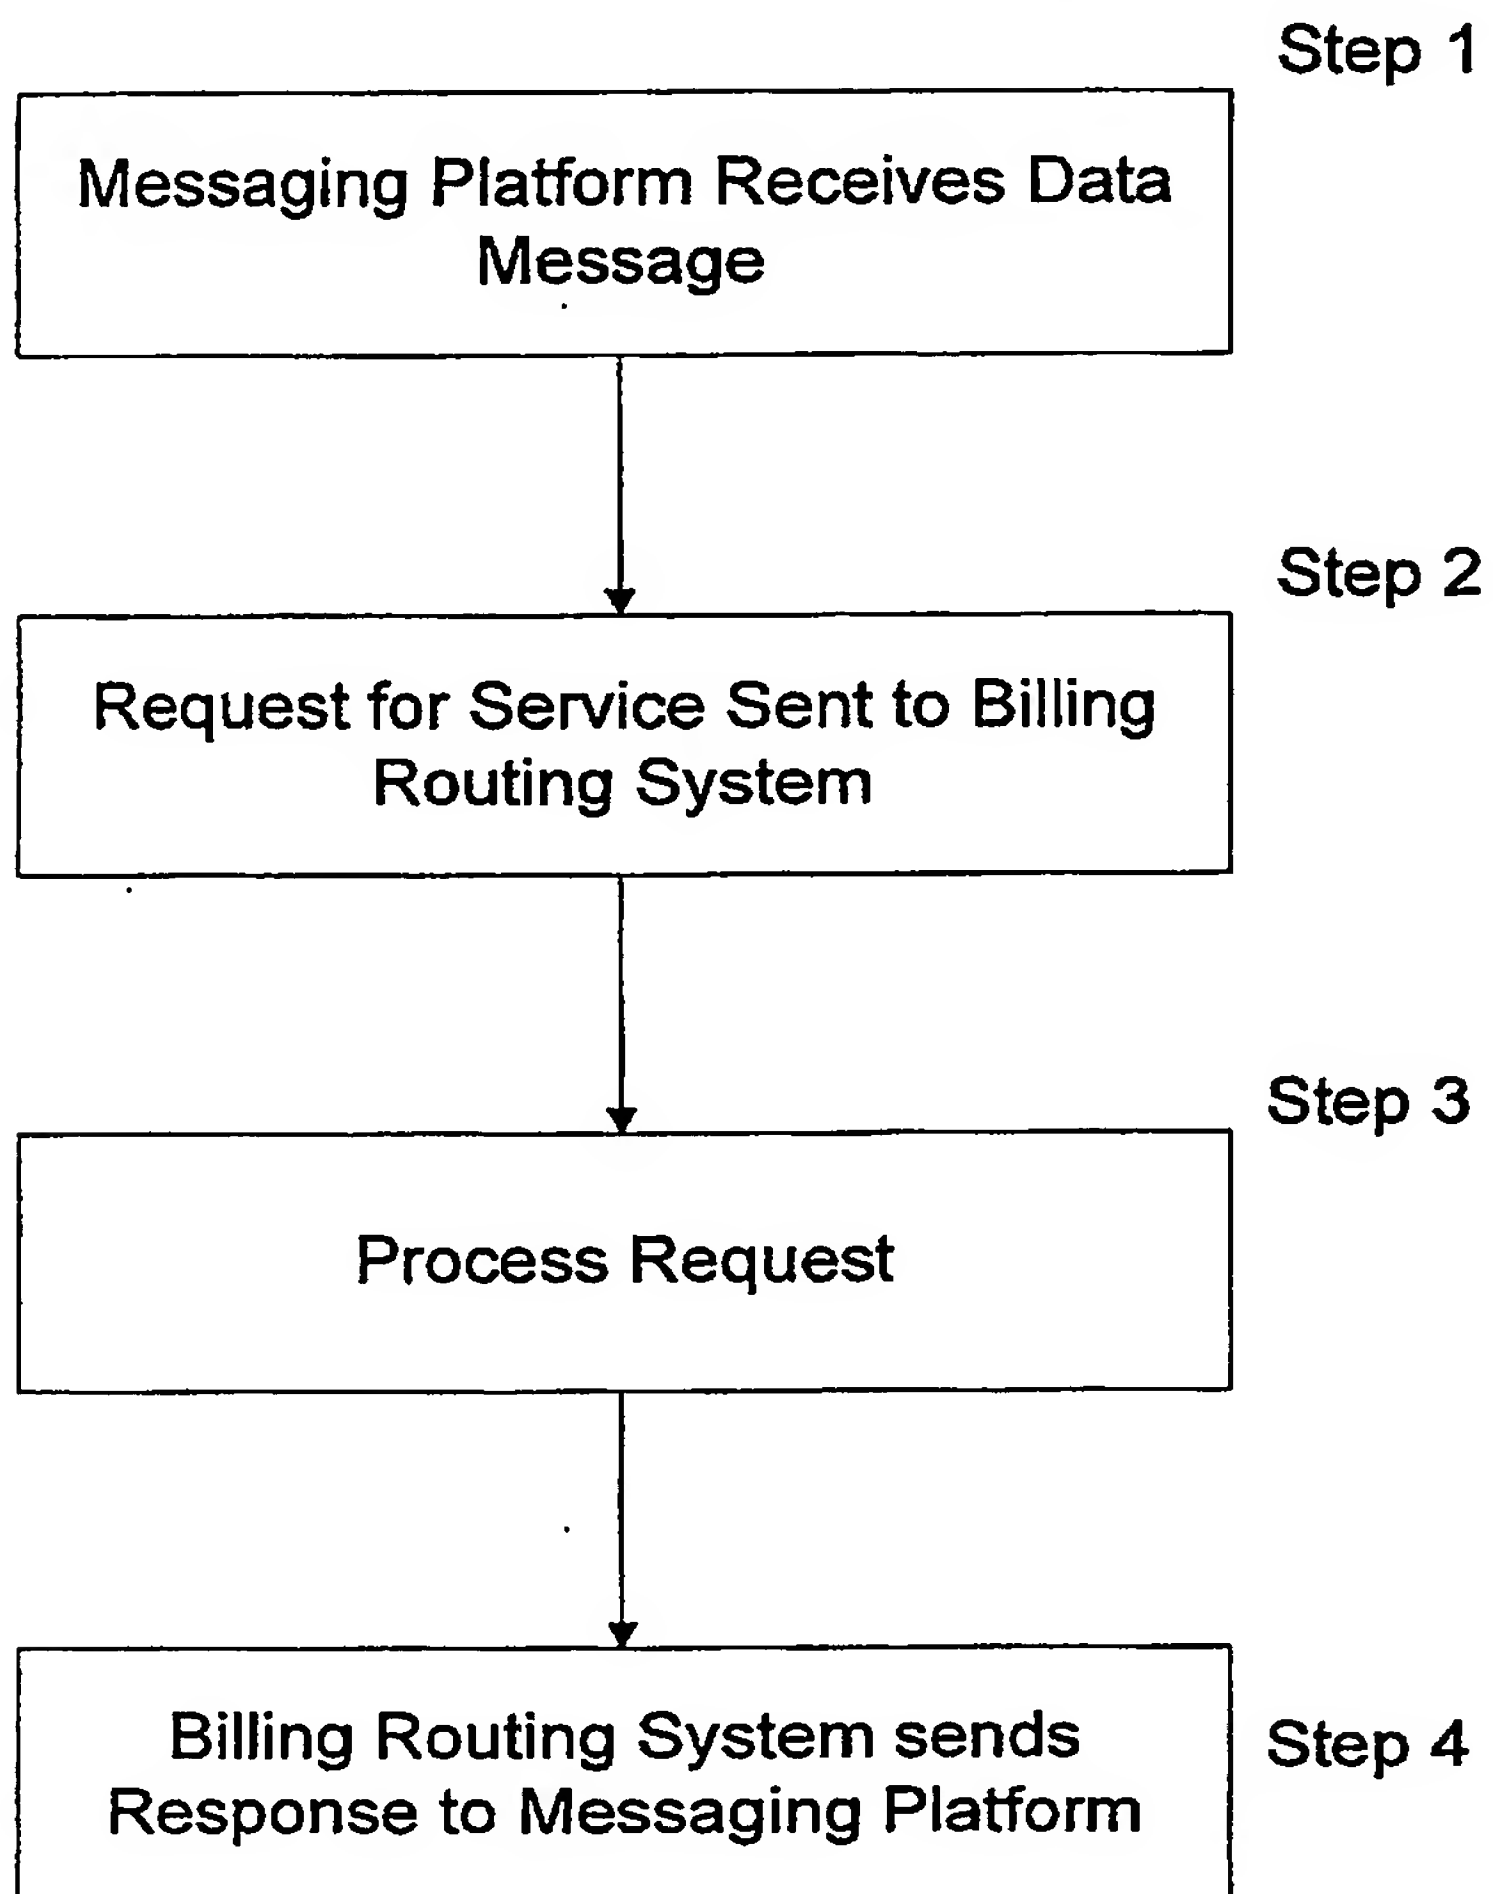 Step 1
Messaging Platform Receives Data
Message
Step 2
Request for Service Sent to Billing
Routing System
Step 3
Process Request
Billing Routing System sends
Response to Messaging Platform
Step 4